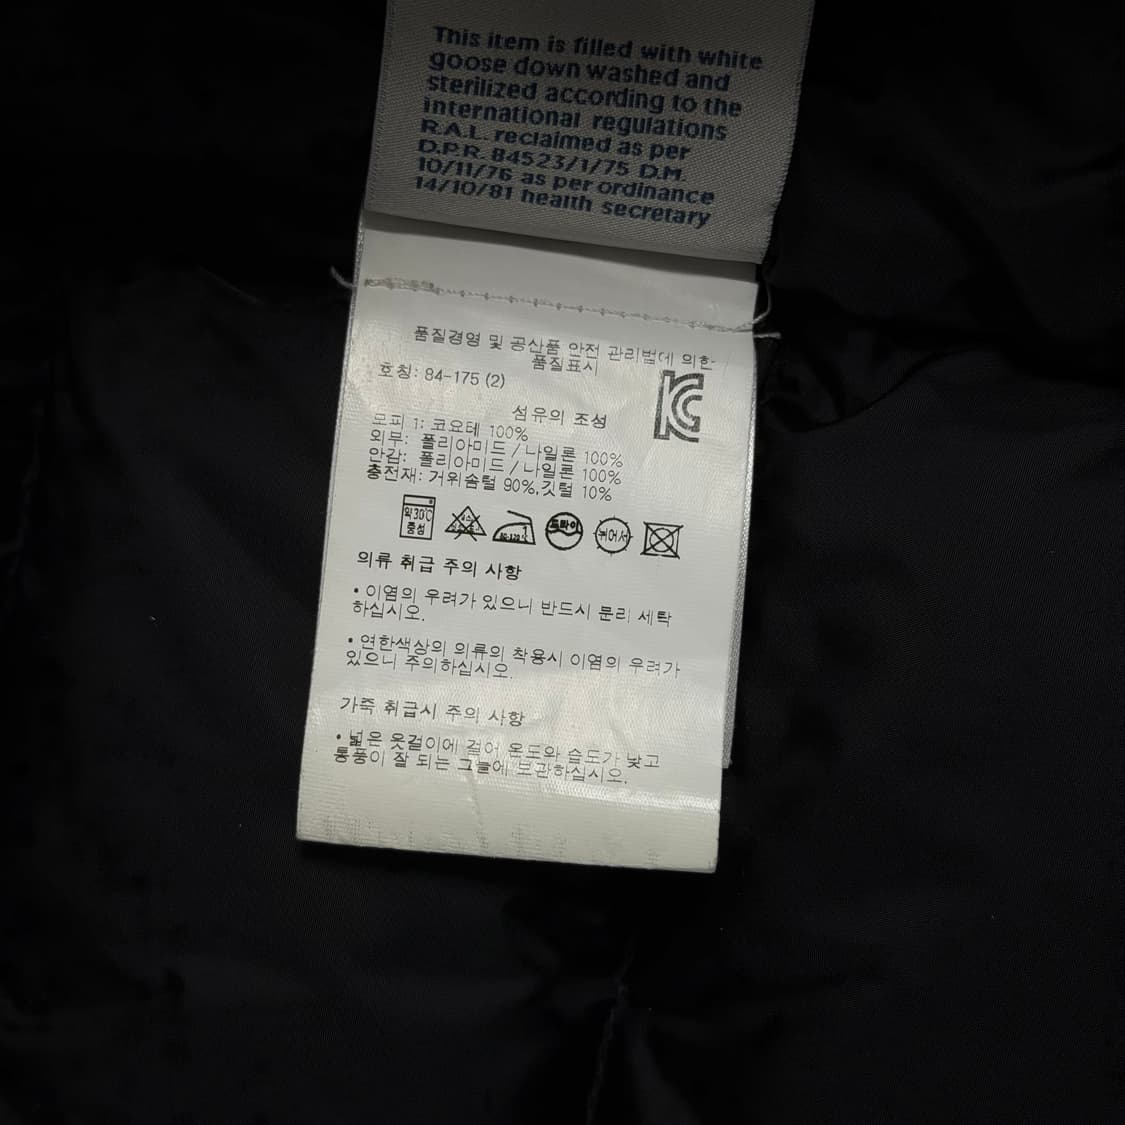 This item is filled with white
goose down washed and
sterilized according to the
international regulations
R.A.L. reclaimed as per
D.P.R. 84523/1/75 D.M.
10/11/76 as per ordinance
14/10/81 health secretary
품질경영 및 공산품 안전 관리법에 의한
품질표시
호칭: 84-175 (2)
섬유의 조성
모피 1: 코요테 100%
외부: 폴리아미드 / 나일론 100%
안감: 폴리아미드 / 나일론 100%
충전재: 거위솜털 90%,깃털 10%
약30℃
중성
드라이
뉘어서
의류 취급 주의 사항
• 이염의 우려가 있으니 반드시 분리 세탁
하십시오.
• 연한색상의 의류의 착용시 이염의 우려가
있으니 주의하십시오.
가죽 취급시 주의 사항
• 넓은 옷걸이에 걸어 온도와 습도가 낮고
통풍이 잘 되는 그늘에 보관하십시오.